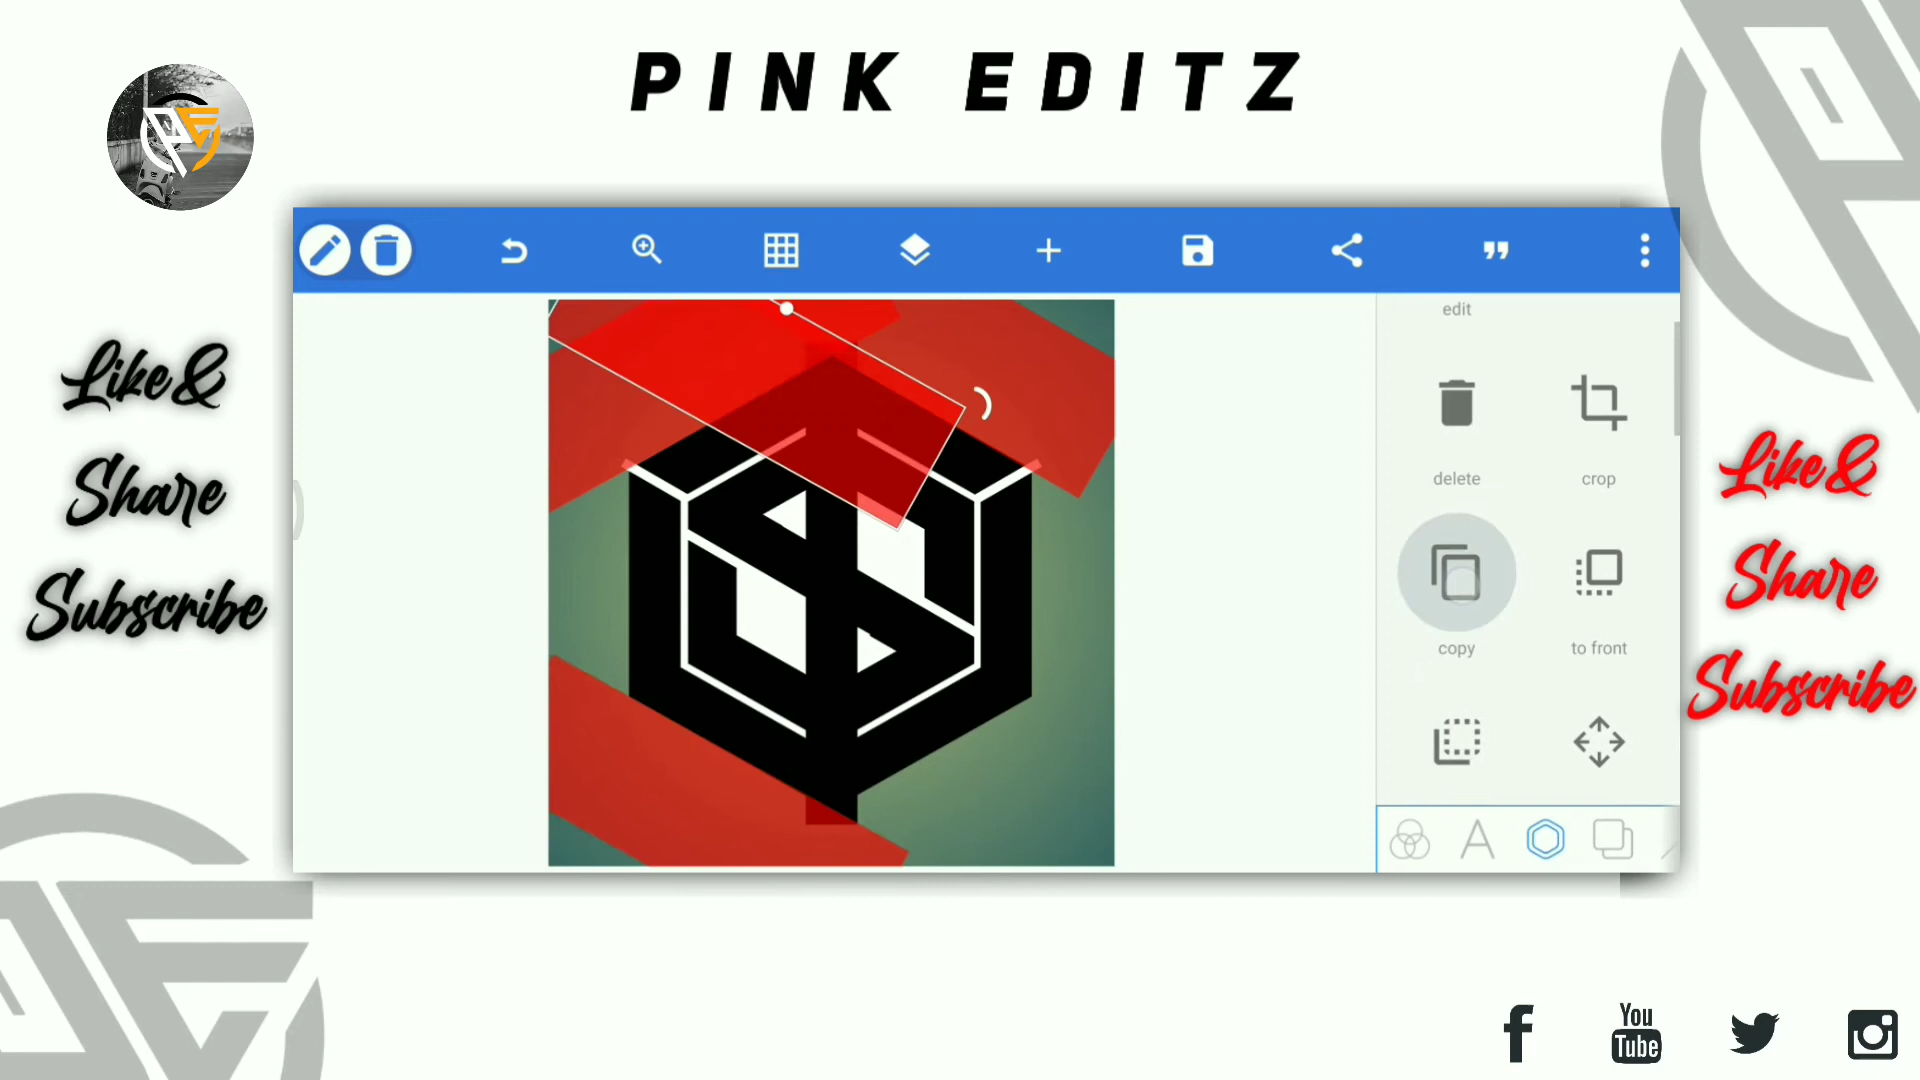 PINK EDITZ
Like &
Share
Subscribe
edit
delete
crop
copy
to front
Like &
Share
Subscribe
You
Tube